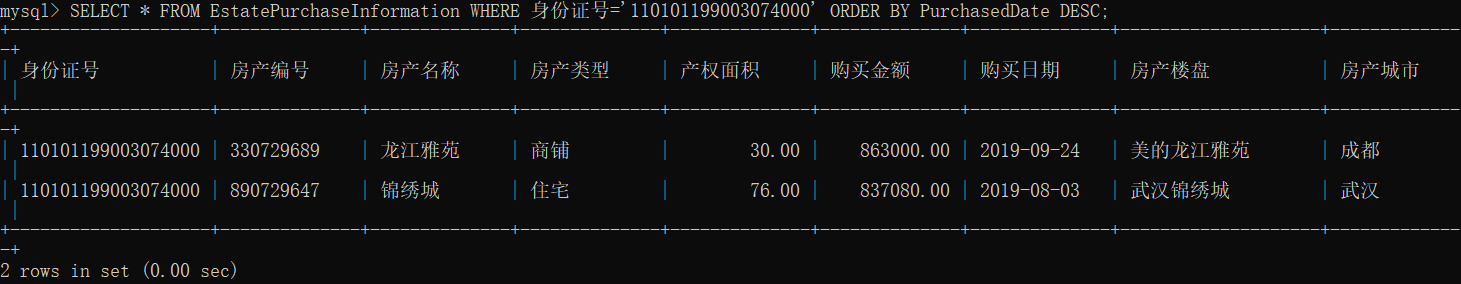 mysql> SELECT * FROM EstatePurchaseInformation WHERE 身份证号='110101199003074000' ORDER BY PurchasedDate DESC;
+--------------------+--------------+--------------+--------------+--------------+--------------+--------------+--------------------+-------------
-+
| 身份证号 | 房产编号 | 房产名称 | 房产类型 | 产权面积 | 购买金额 | 购买日期 | 房产楼盘 | 房产城市
|
+--------------------+--------------+--------------+--------------+--------------+--------------+--------------+--------------------+-------------
-+
| 110101199003074000 | 330729689 | 龙江雅苑 | 商铺 | 30.00 | 863000.00 | 2019-09-24 | 美的龙江雅苑 | 成都
|
| 110101199003074000 | 890729647 | 锦绣城 | 住宅 | 76.00 | 837080.00 | 2019-08-03 | 武汉锦绣城 | 武汉
|
+--------------------+--------------+--------------+--------------+--------------+--------------+--------------+--------------------+-------------
-+
2 rows in set (0.00 sec)